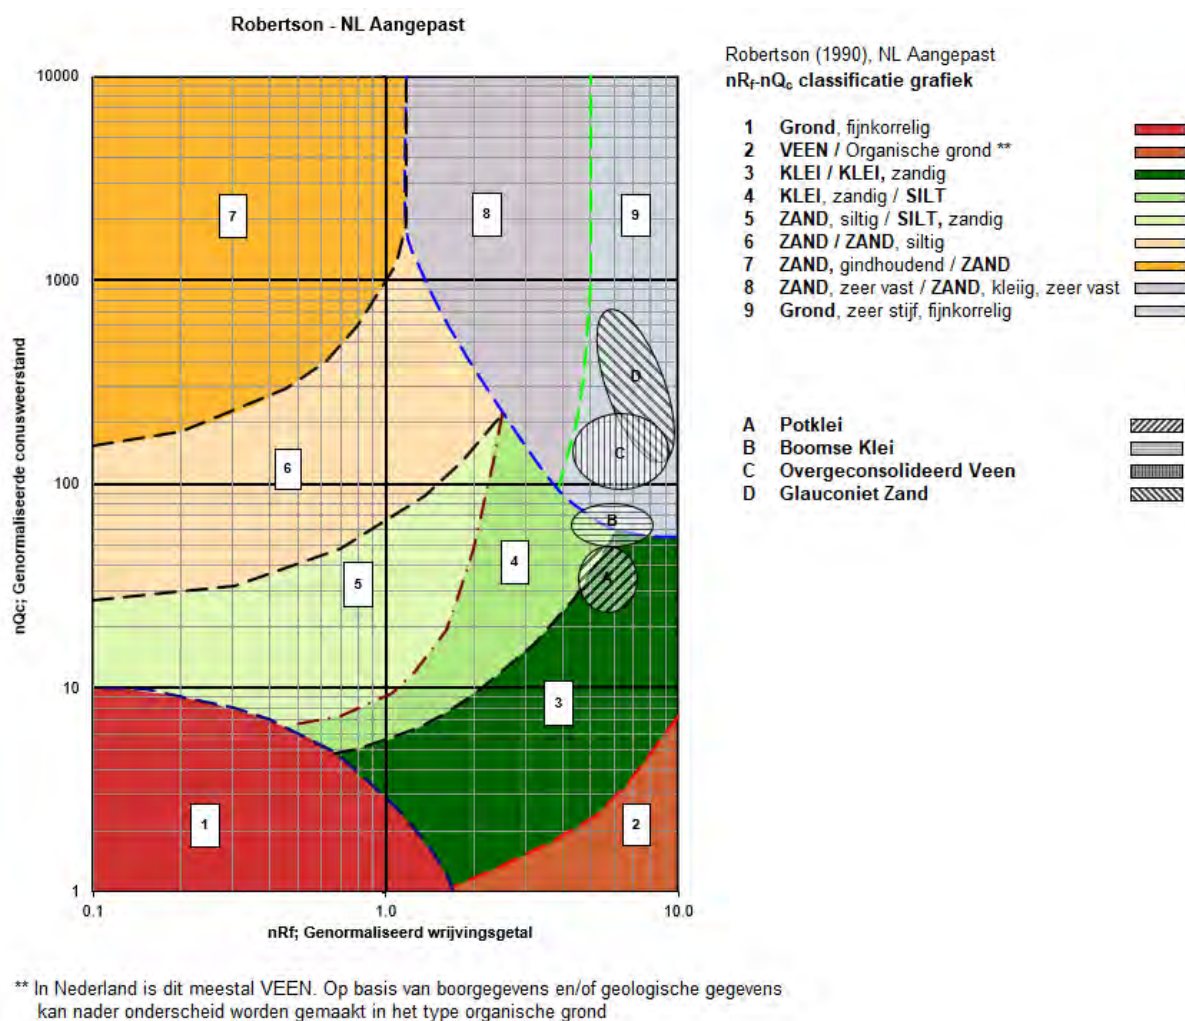 Robertson - NL Aangepast
10000
1000
100
10
1
0.1
1.0
10.0
nQc; Genormaliseerde conusweerstand
nRf; Genormaliseerd wrijvingsgetal
7
8
9
6
5
4
3
1
2
D
C
B
A
Robertson (1990), NL Aangepast
nRf-nQc classificatie grafiek
1 Grond, fijnkorrelig
2 VEEN / Organische grond **
3 KLEI / KLEI, zandig
4 KLEI, zandig / SILT
5 ZAND, siltig / SILT, zandig
6 ZAND / ZAND, siltig
7 ZAND, gindhoudend / ZAND
8 ZAND, zeer vast / ZAND, kleiig, zeer vast
9 Grond, zeer stijf, fijnkorrelig
A Potklei
B Boomse Klei
C Overgeconsolideerd Veen
D Glauconiet Zand
** In Nederland is dit meestal VEEN. Op basis van boorgegevens en/of geologische gegevens
kan nader onderscheid worden gemaakt in het type organische grond